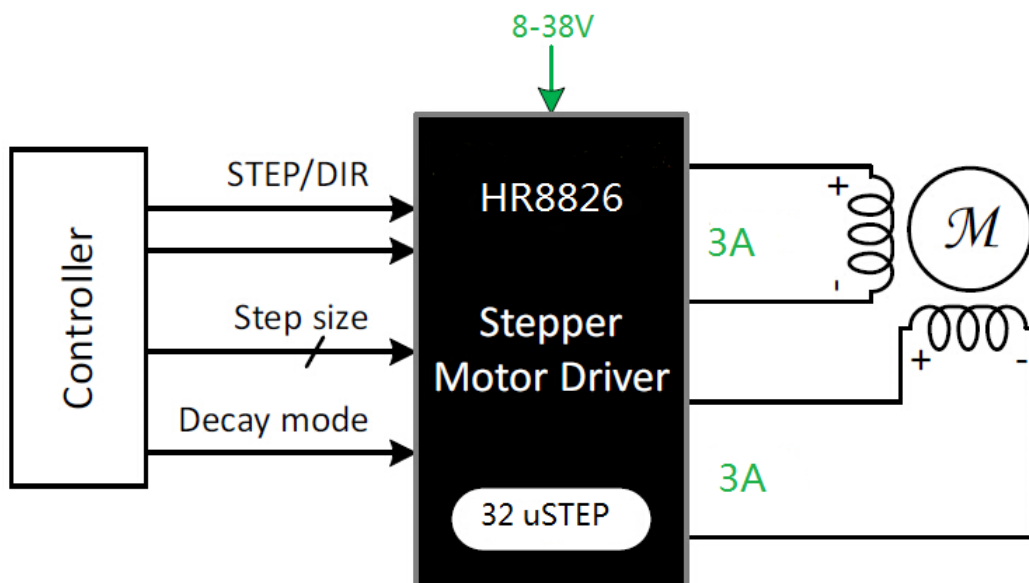 8-38V
Controller
STEP/DIR
Step size
Decay mode
HR8826
Stepper
Motor Driver
32 uSTEP
+
3A
-
M
+ -
3A